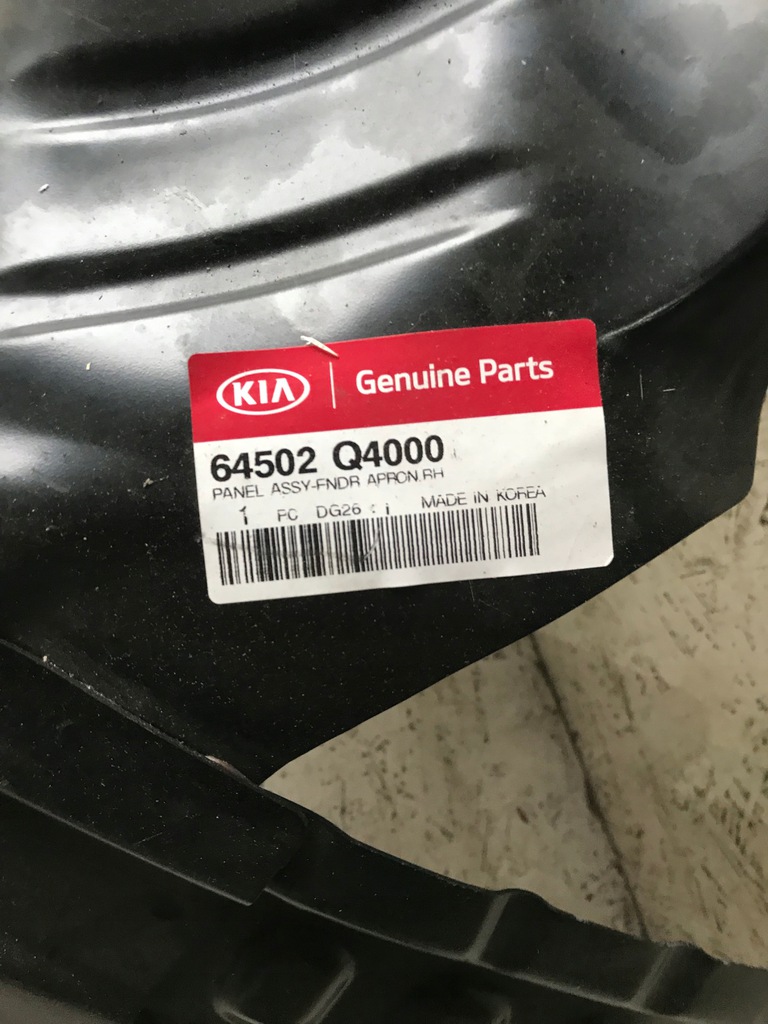 KIA Genuine Parts
64502 Q4000
PANEL ASSY-FNDR APRON,RH
1 PC DG26 MADE IN KOREA